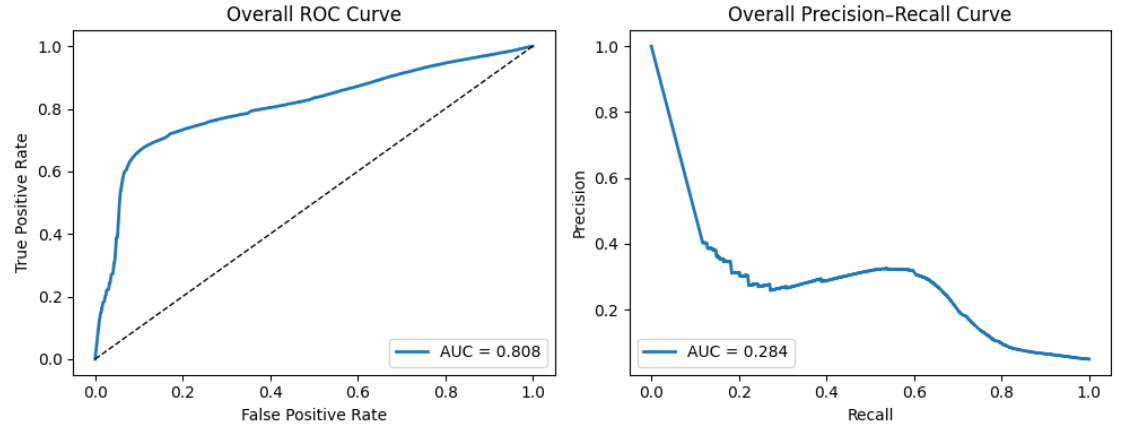 Overall ROC Curve
True Positive Rate
1.0
0.8
0.6
0.4
0.2
0.0
AUC = 0.808
0.0 0.2 0.4 0.6 0.8 1.0
False Positive Rate
Overall Precision–Recall Curve
Precision
1.0
0.8
0.6
0.4
0.2
AUC = 0.284
0.0 0.2 0.4 0.6 0.8 1.0
Recall